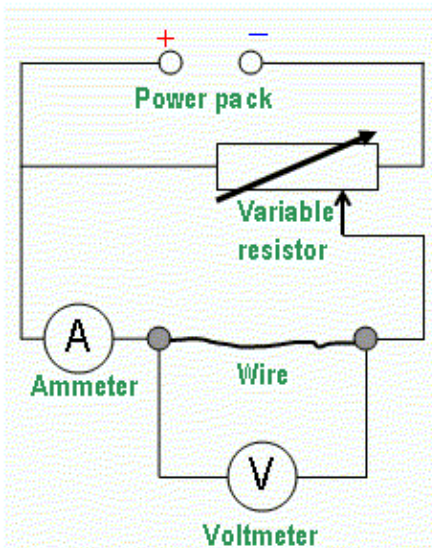 + −
Power pack
Variable
resistor
A
Ammeter
Wire
V
Voltmeter